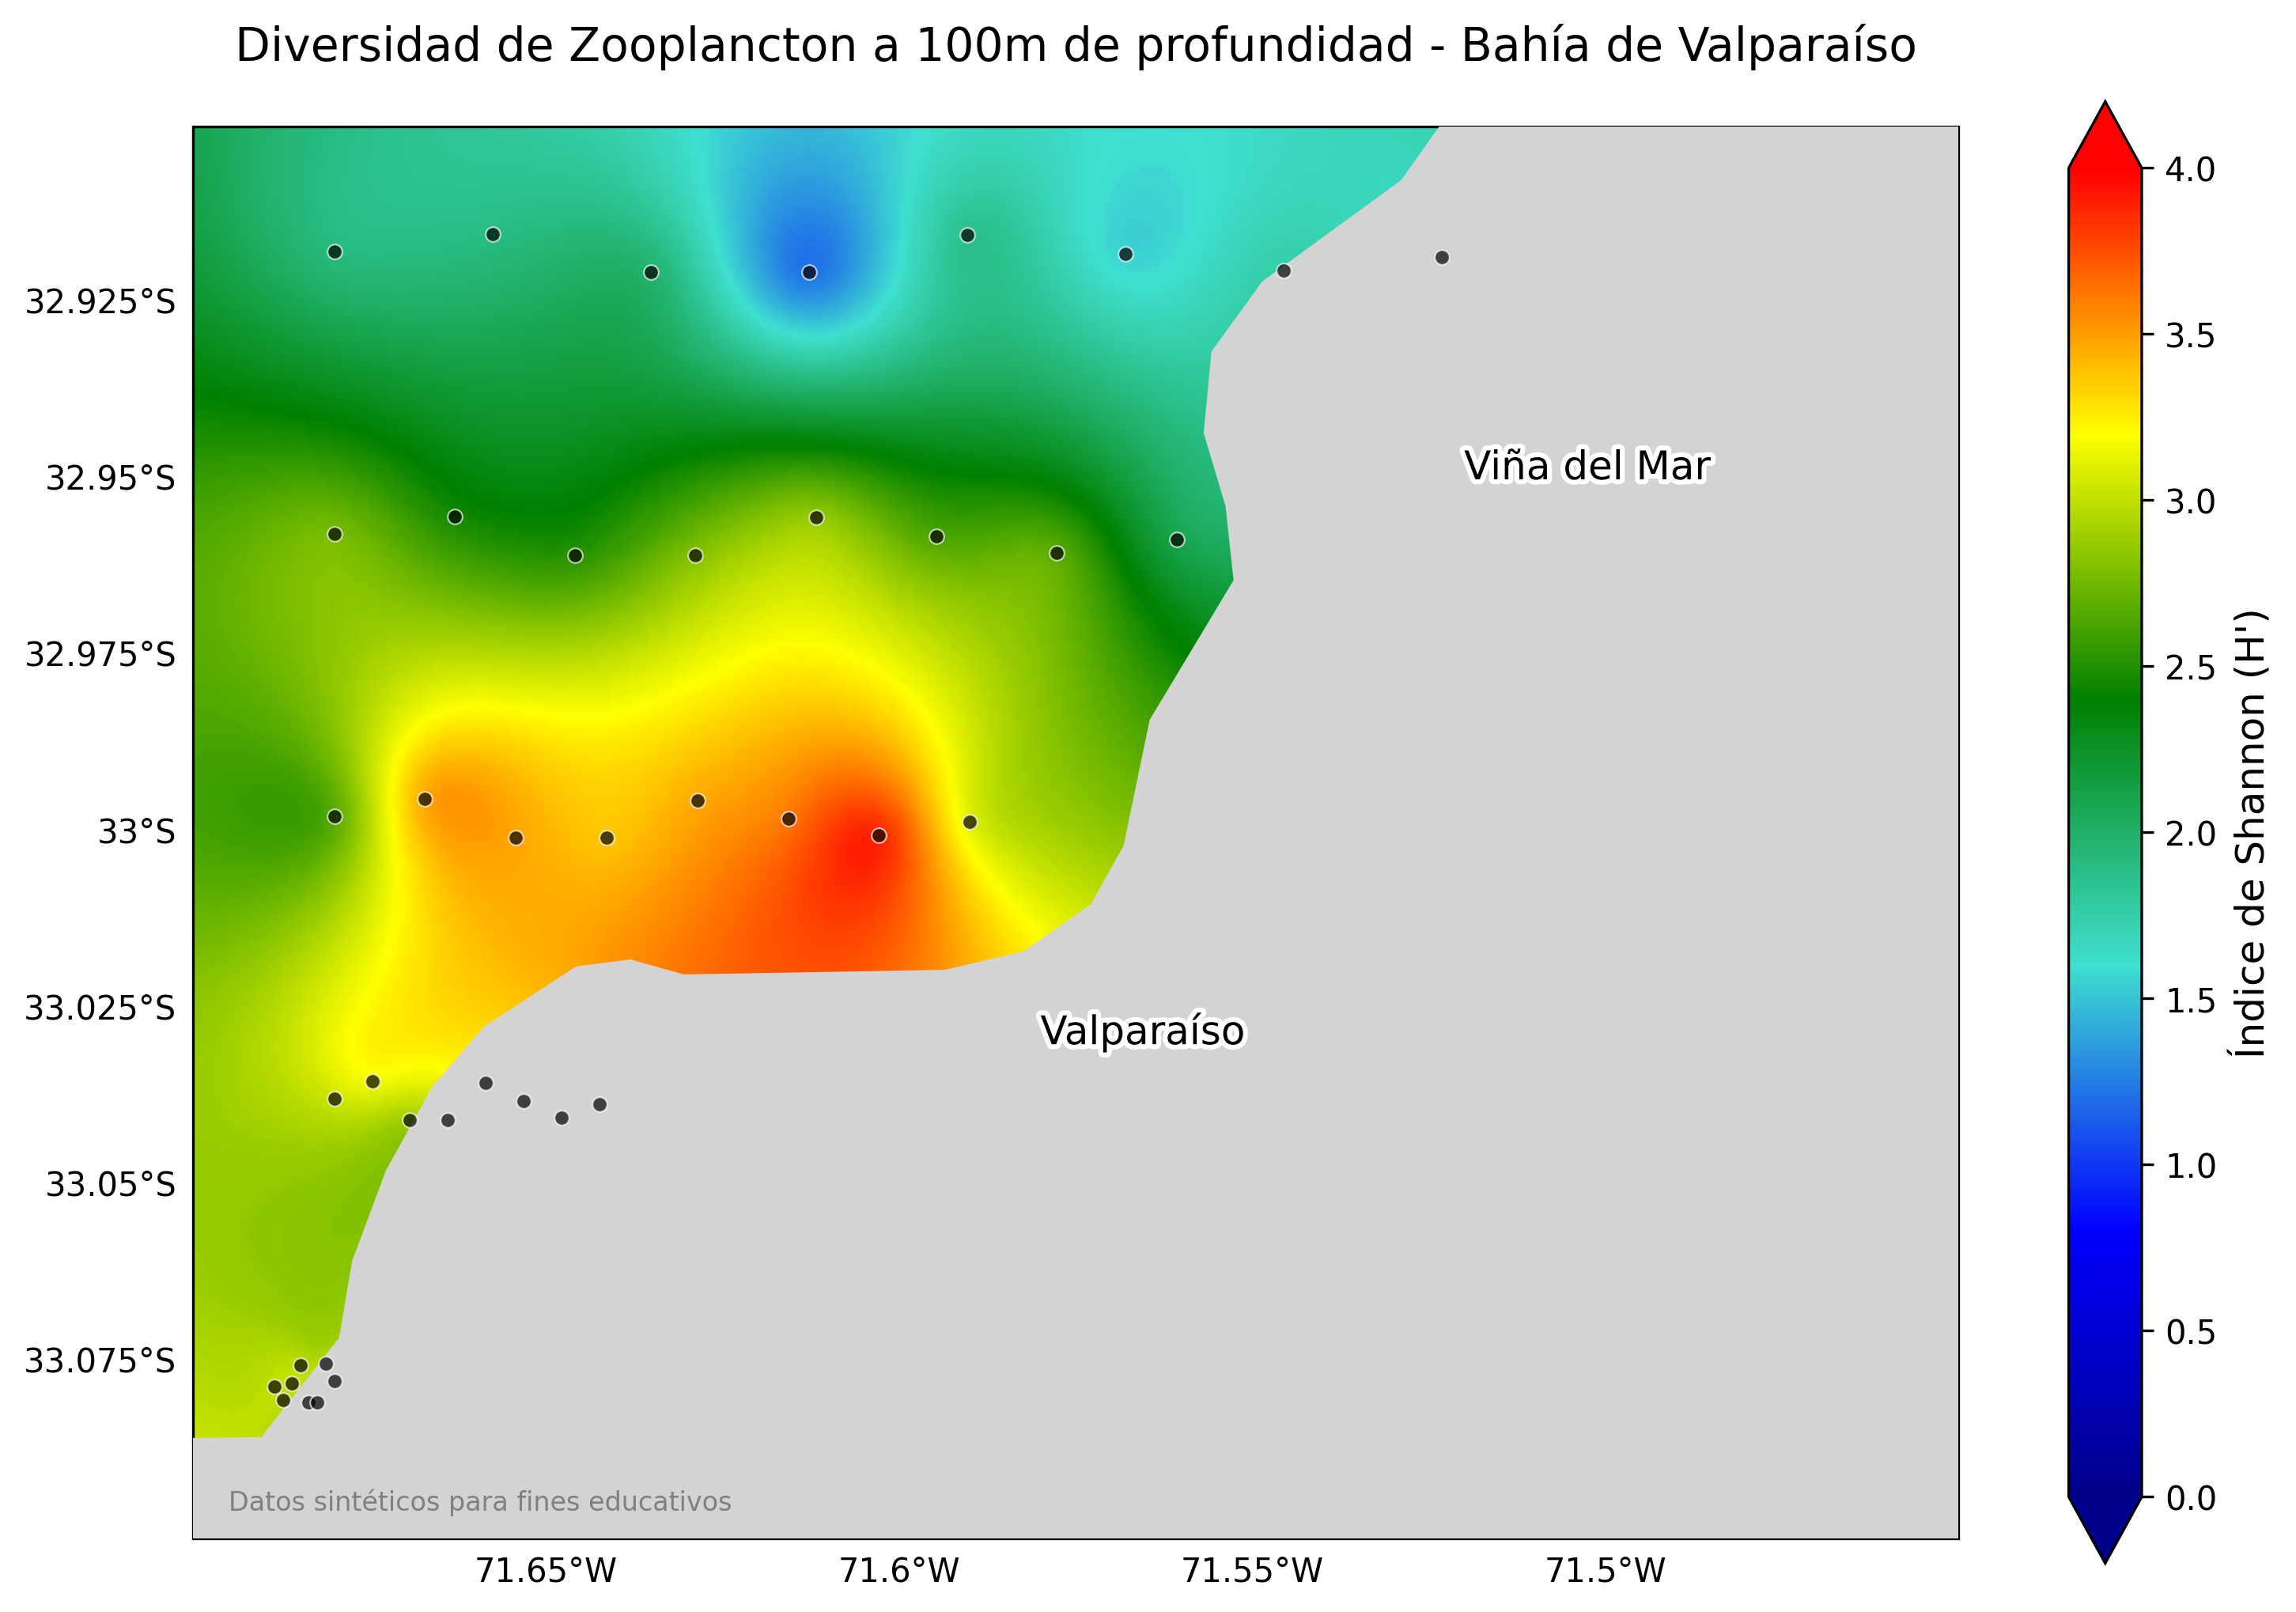 Diversidad de Zooplancton a 100m de profundidad - Bahía de Valparaíso
32.925°S
32.95°S
32.975°S
33°S
33.025°S
33.05°S
33.075°S
Viña del Mar
Valparaíso
Datos sintéticos para fines educativos
71.65°W
71.6°W
71.55°W
71.5°W
4.0
3.5
3.0
2.5
2.0
1.5
1.0
0.5
0.0
Índice de Shannon (H')